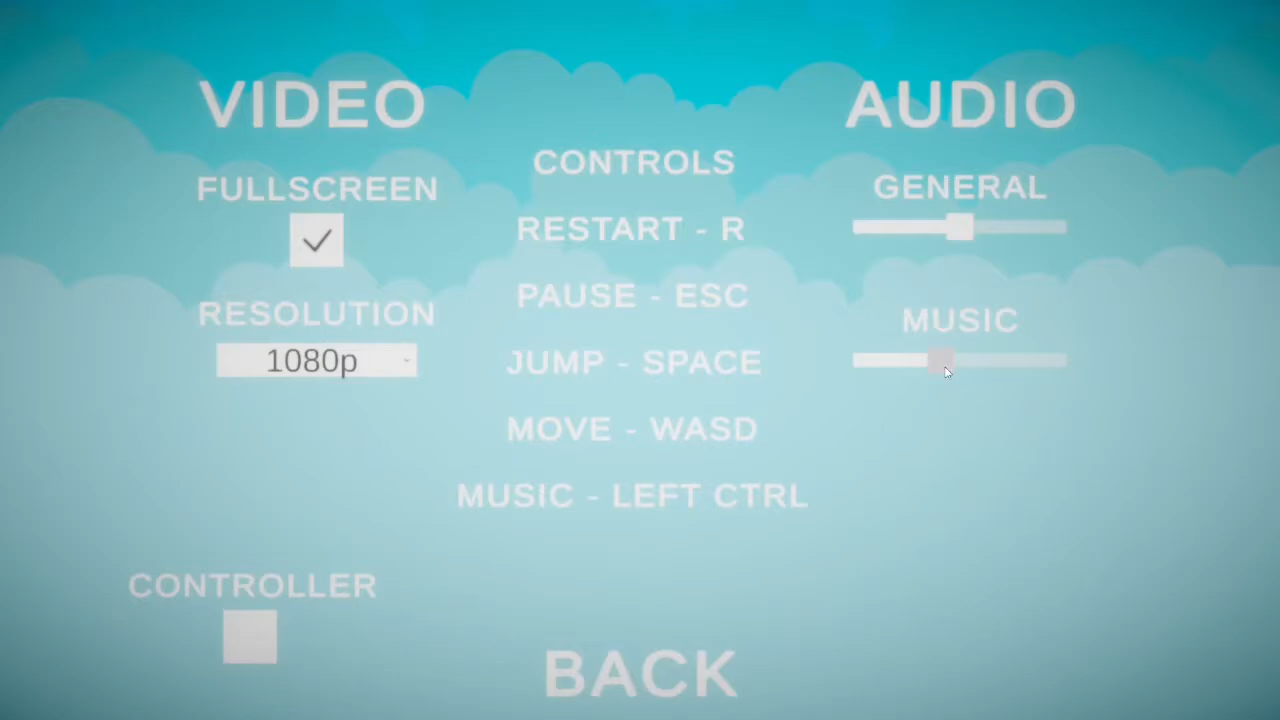 VIDEO
FULLSCREEN
RESOLUTION
1080p
CONTROLS
RESTART - R
PAUSE - ESC
JUMP - SPACE
MOVE - WASD
MUSIC - LEFT CTRL
AUDIO
GENERAL
MUSIC
CONTROLLER
BACK